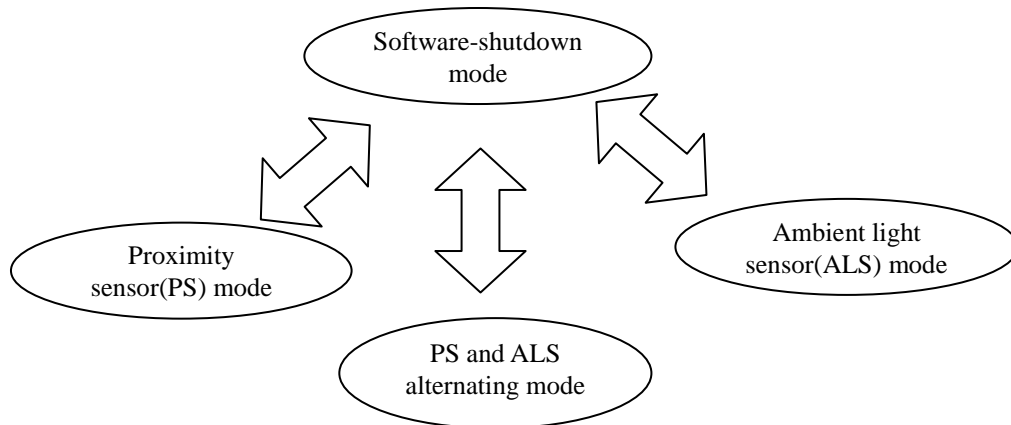 Software-shutdown
mode
Proximity
sensor(PS) mode
Ambient light
sensor(ALS) mode
PS and ALS
alternating mode